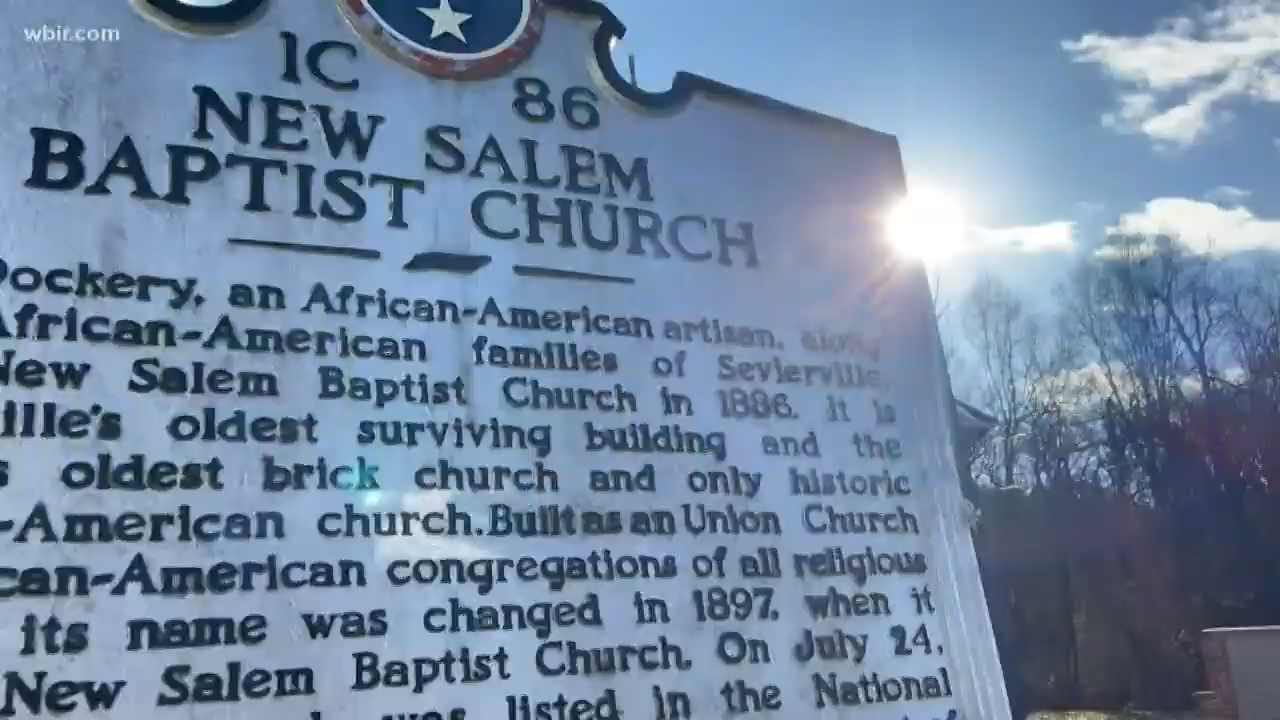 wbir.com
1C 86
NEW SALEM
BAPTIST CHURCH
Dockery, an African-American artisan, along
African-American families of Sevierville,
New Salem Baptist Church in 1886. It is
ille's oldest surviving building and the
s oldest brick church and only historic
-American church.Built as an Union Church
can-American congregations of all religious
its name was changed in 1897, when it
New Salem Baptist Church. On July 24,
was listed in the National